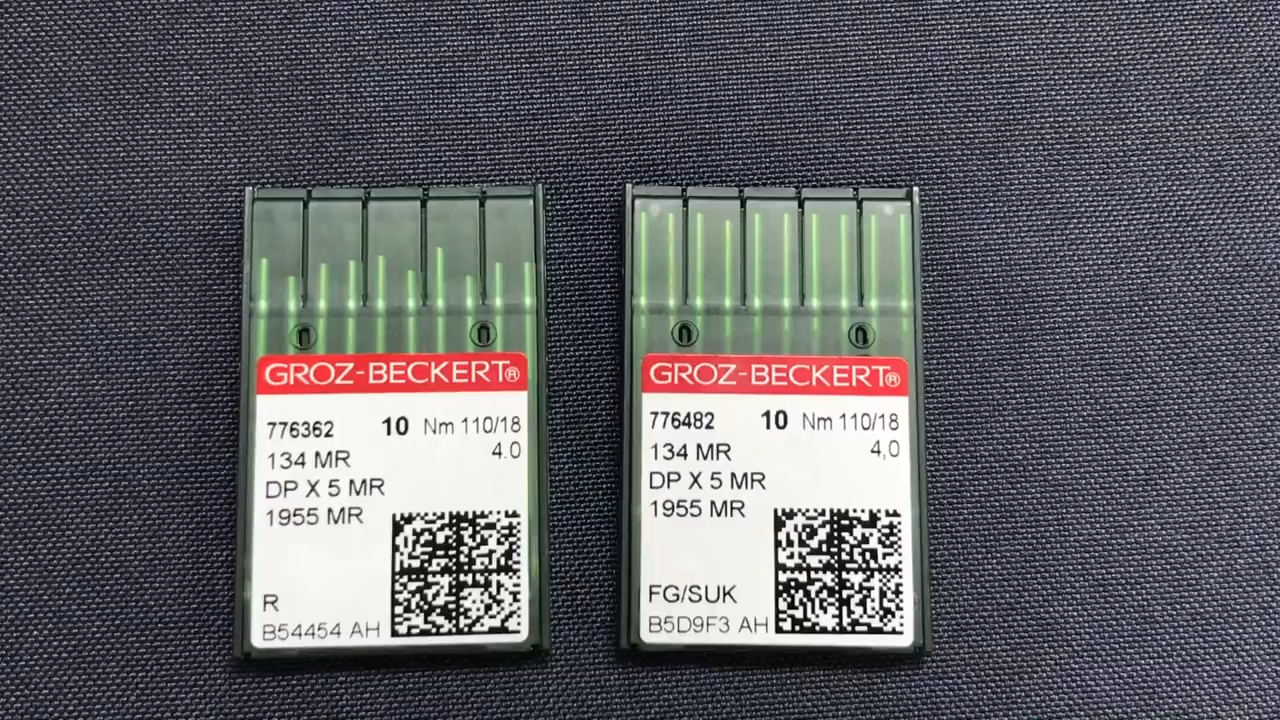 GROZ-BECKERT®
776362 10 Nm 110/18
134 MR 4.0
DP X 5 MR
1955 MR
R
B54454 AH
GROZ-BECKERT®
776482 10 Nm 110/18
134 MR 4,0
DP X 5 MR
1955 MR
FG/SUK
B5D9F3 AH